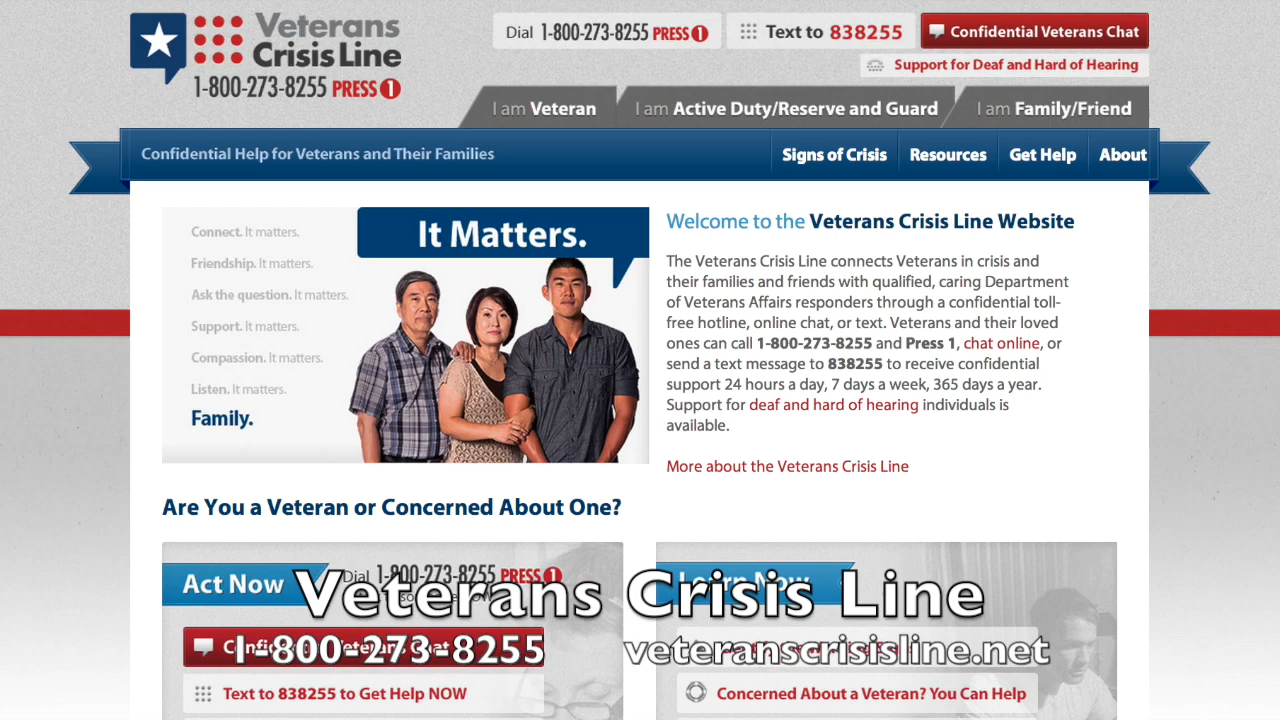 Veterans
Crisis Line
1-800-273-8255 PRESS 1
Dial 1-800-273-8255 PRESS 1
Text to 838255
Confidential Veterans Chat
Support for Deaf and Hard of Hearing
I am Veteran
I am Active Duty/Reserve and Guard
I am Family/Friend
Confidential Help for Veterans and Their Families
Signs of Crisis
Resources
Get Help
About
Connect. It matters.
Friendship. It matters.
Ask the question. It matters.
Support. It matters.
Compassion. It matters.
Listen. It matters.
Family.
It Matters.
Welcome to the Veterans Crisis Line Website
The Veterans Crisis Line connects Veterans in crisis and
their families and friends with qualified, caring Department
of Veterans Affairs responders through a confidential toll-
free hotline, online chat, or text. Veterans and their loved
ones can call 1-800-273-8255 and Press 1, chat online, or
send a text message to 838255 to receive confidential
support 24 hours a day, 7 days a week, 365 days a year.
Support for deaf and hard of hearing individuals is
available.
More about the Veterans Crisis Line
Are You a Veteran or Concerned About One?
Act Now
Dial 1-800-273-8255 PRESS 1
Learn Now
Veterans Crisis Line
1-800-273-8255
veteranscrisisline.net
Text to 838255 to Get Help NOW
Concerned About a Veteran? You Can Help